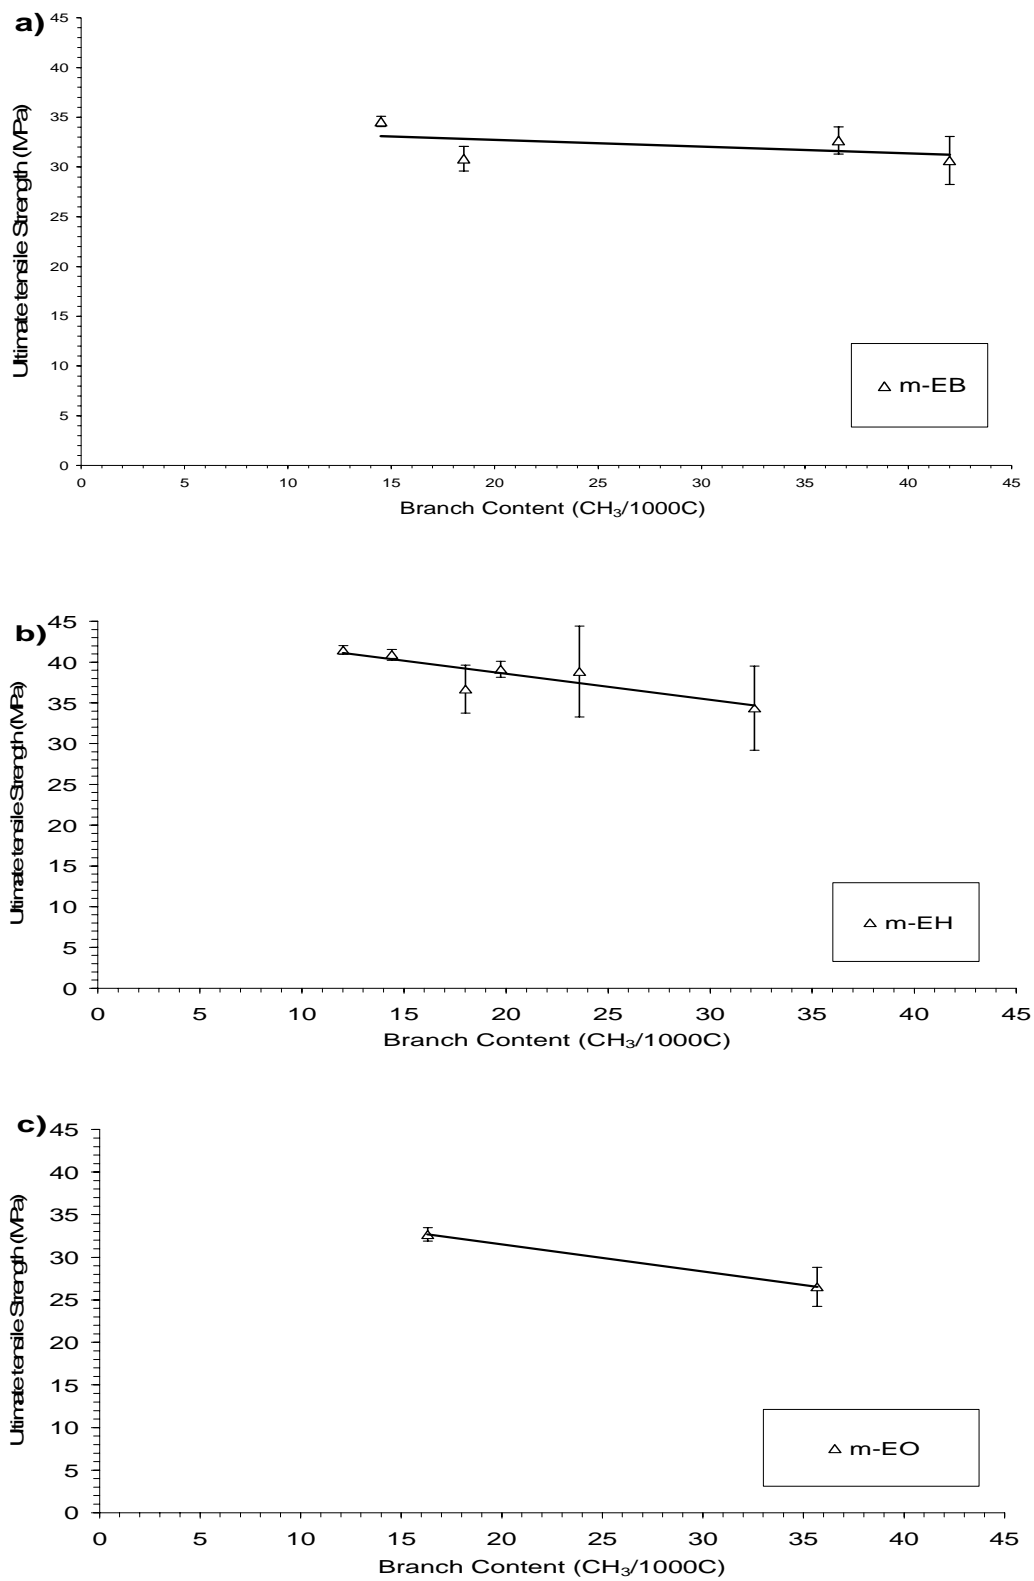 a)
45
40
35
30
25
20
15
10
5
0
Ultimate tensile Strength (MPa)
m-EB
0 5 10 15 20 25 30 35 40 45
Branch Content (CH₃/1000C)
b)
45
40
35
30
25
20
15
10
5
0
Ultimate tensile Strength (MPa)
m-EH
0 5 10 15 20 25 30 35 40 45
Branch Content (CH₃/1000C)
c)
45
40
35
30
25
20
15
10
5
0
Ultimate tensile Strength (MPa)
m-EO
0 5 10 15 20 25 30 35 40 45
Branch Content (CH₃/1000C)